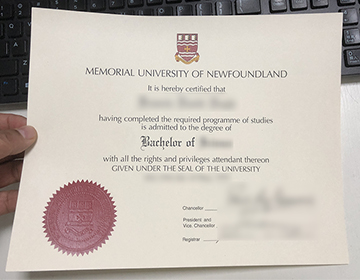 MEMORIAL UNIVERSITY OF NEWFOUNDLAND
It is hereby certified that
having completed the required programme of studies
is admitted to the degree of
Bachelor of
with all the rights and privileges attendant thereon
GIVEN UNDER THE SEAL OF THE UNIVERSITY
Chancellor
President and
Vice. Chancellor
Registrar